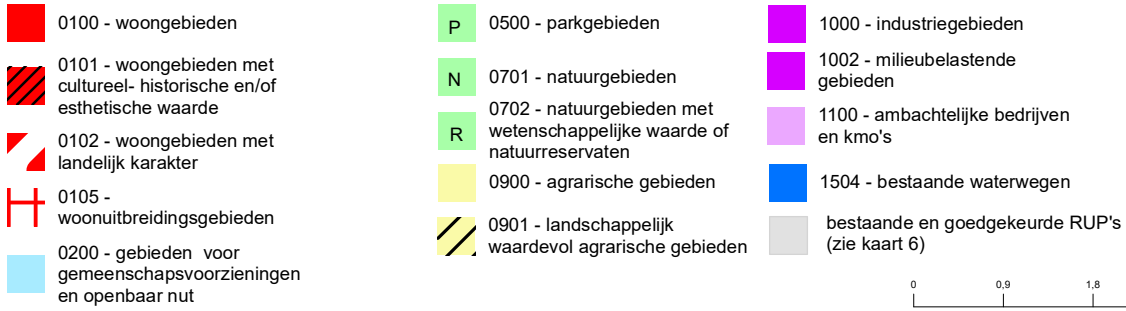 0100 - woongebieden
0101 - woongebieden met
cultureel- historische en/of
esthetische waarde
0102 - woongebieden met
landelijk karakter
0105 -
woonuitbreidingsgebieden
0200 - gebieden  voor
gemeenschapsvoorzieningen
en openbaar nut
P
0500 - parkgebieden
N
0701 - natuurgebieden
R
0702 - natuurgebieden met
wetenschappelijke waarde of
natuurreservaten
0900 - agrarische gebieden
0901 - landschappelijk
waardevol agrarische gebieden
1000 - industriegebieden
1002 - milieubelastende
gebieden
1100 - ambachtelijke bedrijven
en kmo's
1504 - bestaande waterwegen
bestaande en goedgekeurde RUP's
(zie kaart 6)
0 0,9 1,8